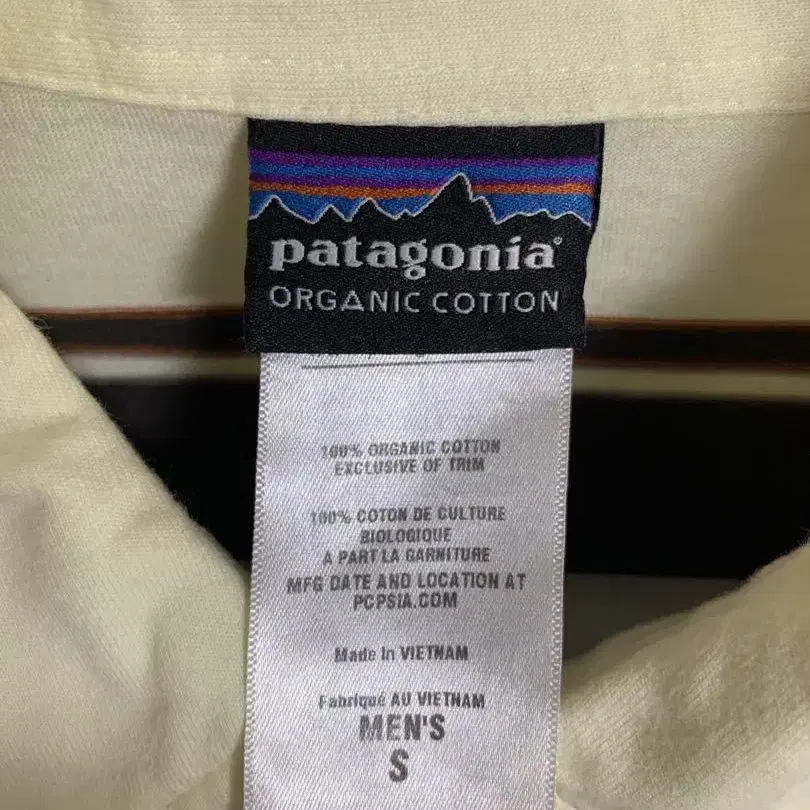 patagonia®
ORGANIC COTTON
100% ORGANIC COTTON
EXCLUSIVE OF TRIM
100% COTON DE CULTURE
BIOLOGIQUE
A PART LA GARNITURE
MFG DATE AND LOCATION AT
PCPSIA.COM
Made In VIETNAM
Fabriqué AU VIETNAM
MEN'S
S